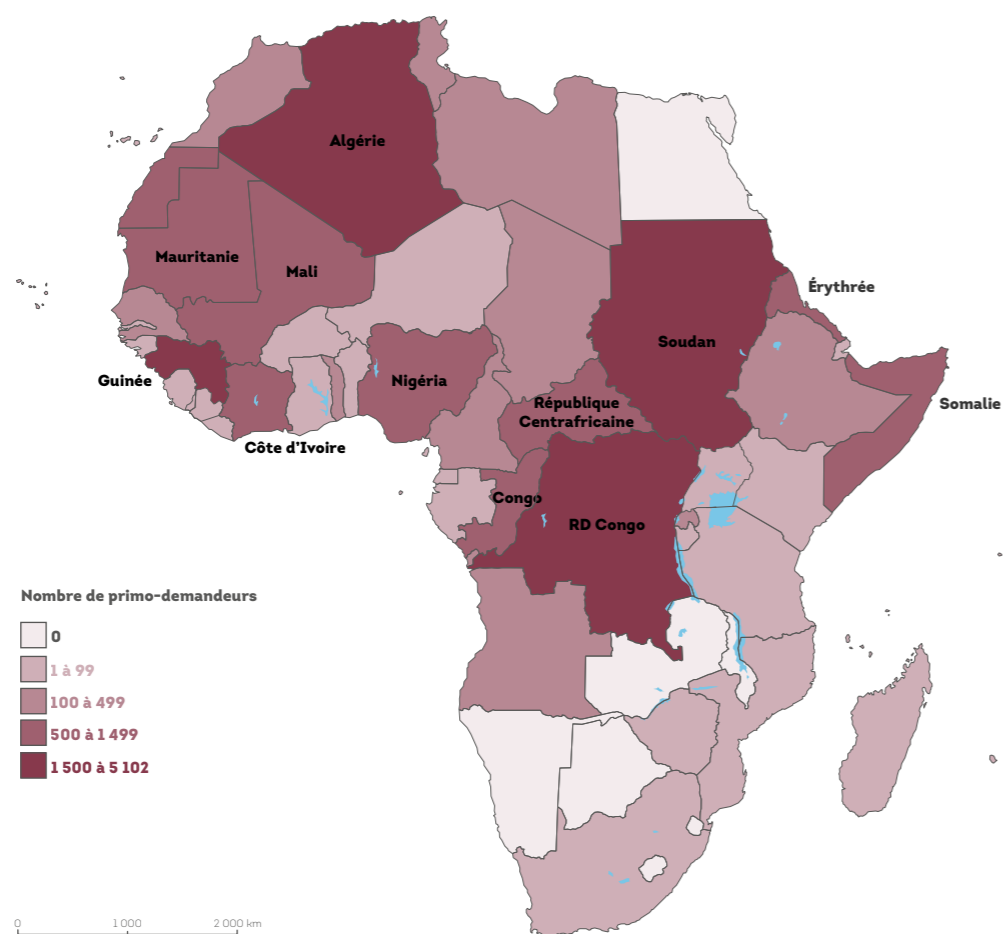 Algérie
Mauritanie
Mali
Érythrée
Soudan
Guinée
Nigéria
République
Centrafricaine
Somalie
Côte d'Ivoire
Congo
RD Congo
Nombre de primo-demandeurs
0
1 à 99
100 à 499
500 à 1 499
1 500 à 5 102
0 1 000 2 000 km